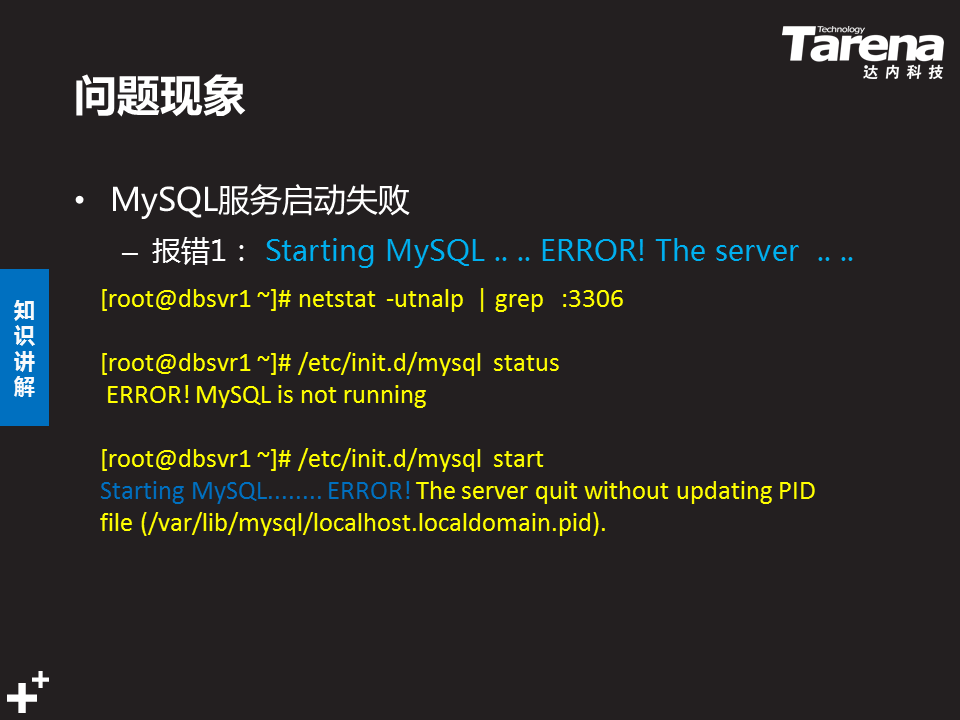 Technology
Tarena
达内科技
问题现象
• MySQL服务启动失败
– 报错1： Starting MySQL .. .. ERROR! The server .. ..
[root@dbsvr1 ~]# netstat -utnalp | grep :3306
[root@dbsvr1 ~]# /etc/init.d/mysql status
ERROR! MySQL is not running
[root@dbsvr1 ~]# /etc/init.d/mysql start
Starting MySQL........ ERROR! The server quit without updating PID
file (/var/lib/mysql/localhost.localdomain.pid).
知
识
讲
解